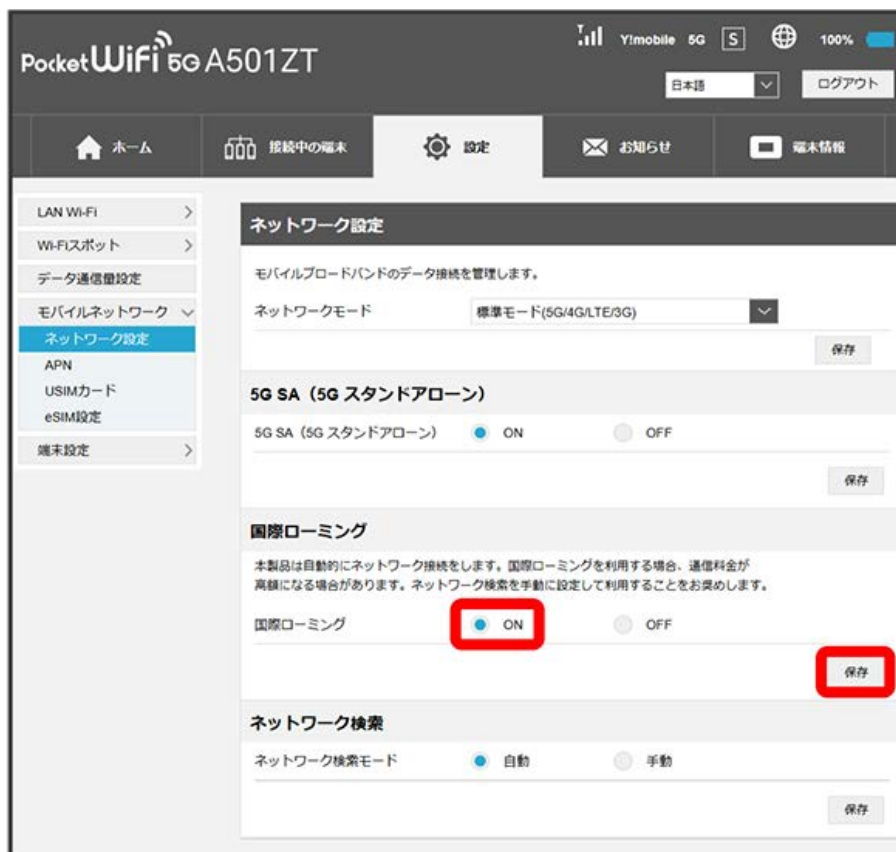 Pocket WiFi 5G A501ZT
Y!mobile 5G S 100%
日本語 ログアウト
ホーム 接続中の端末 設定 お知らせ 端末情報
LAN Wi-Fi
Wi-Fiスポット
データ通信量設定
モバイルネットワーク
ネットワーク設定
APN
USIMカード
eSIM設定
端末設定
ネットワーク設定
モバイルブロードバンドのデータ接続を管理します。
ネットワークモード 標準モード(5G/4G/LTE/3G)
保存
5G SA（5G スタンドアローン）
5G SA（5G スタンドアローン） ON OFF
保存
国際ローミング
本製品は自動的にネットワーク接続をします。国際ローミングを利用する場合、通信料金が
高額になる場合があります。ネットワーク検索を手動に設定して利用することをお奨めします。
国際ローミング ON OFF
保存
ネットワーク検索
ネットワーク検索モード 自動 手動
保存